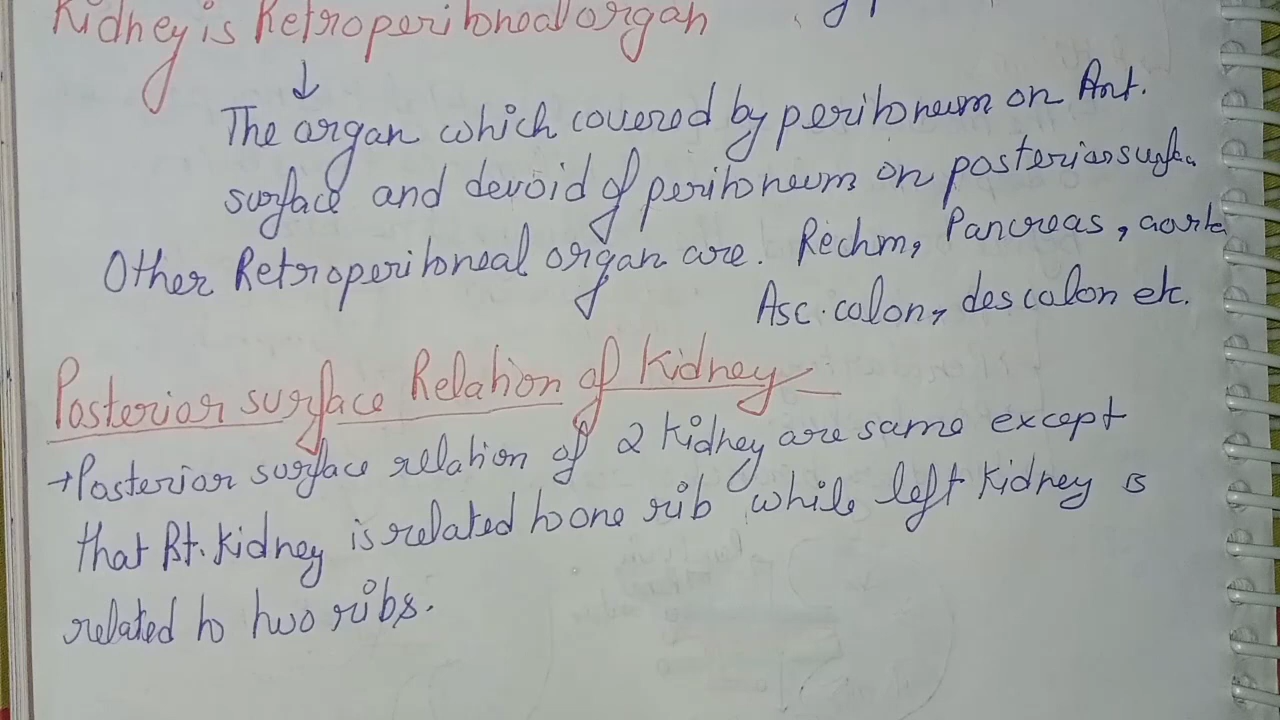 Kidney is Retroperitoneal organ
↓
The organ which covered by peritoneum on Ant.
surface and devoid of peritoneum on posterior surface
Other Retroperitoneal organ are. Rectum, Pancreas, aorta
Asc. colon, des colon etc.
Posterior surface Relation of Kidney -
→ Posterior surface relation of 2 kidney are same except
that Rt. kidney is related to one rib while left kidney is
related to two ribs.